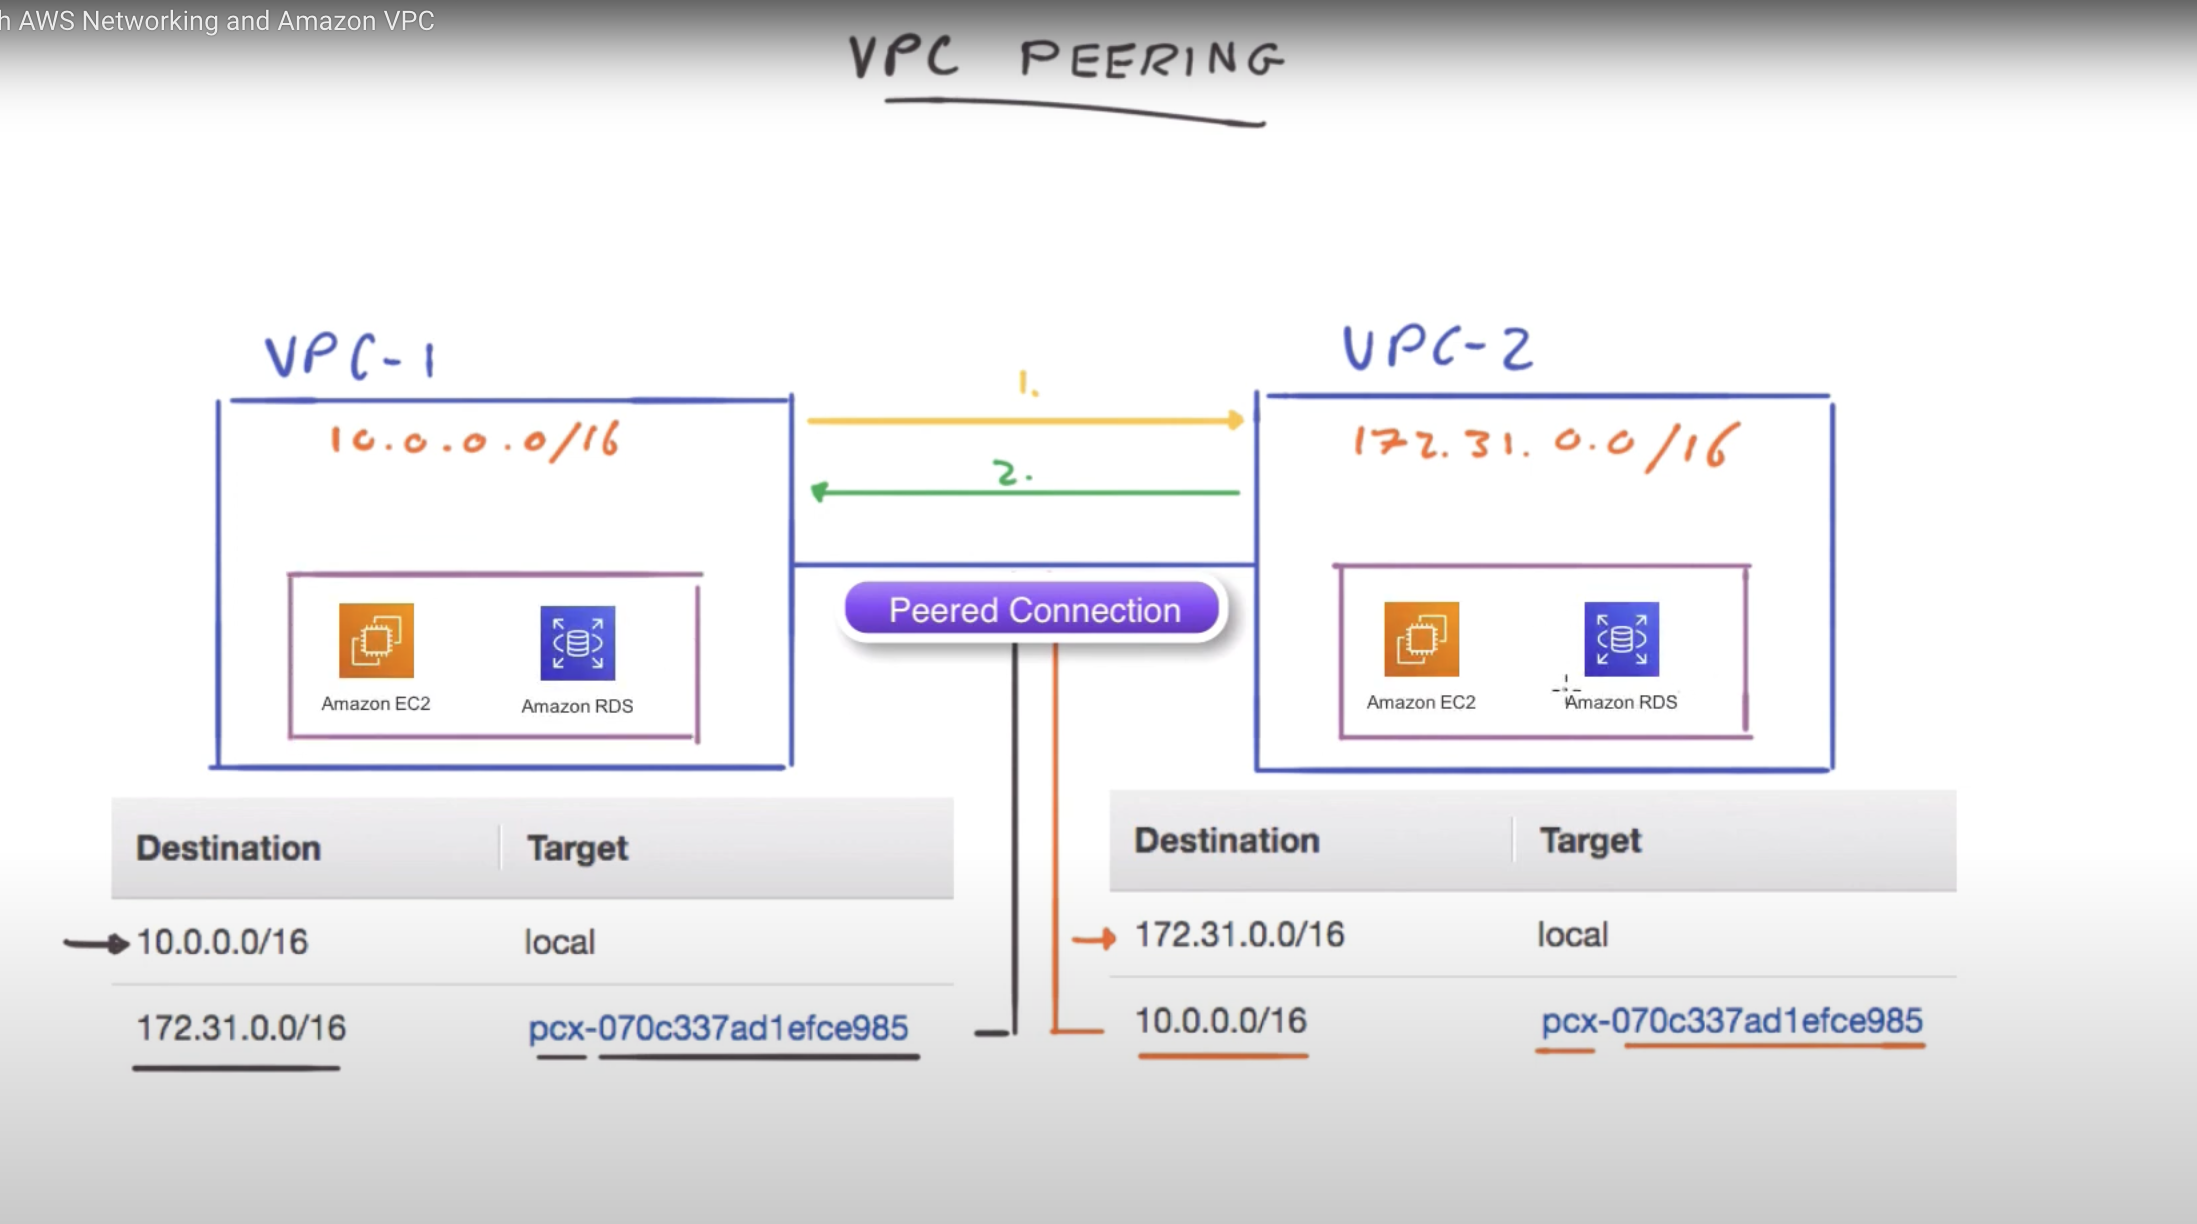 h AWS Networking and Amazon VPC
VPC PEERING
VPC-1
VPC-2
1.
10.0.0.0/16
172.31.0.0/16
2.
Peered Connection
Amazon EC2
Amazon RDS
Amazon EC2
Amazon RDS
Destination Target
10.0.0.0/16 local
172.31.0.0/16 pcx-070c337ad1efce985
Destination Target
172.31.0.0/16 local
10.0.0.0/16 pcx-070c337ad1efce985